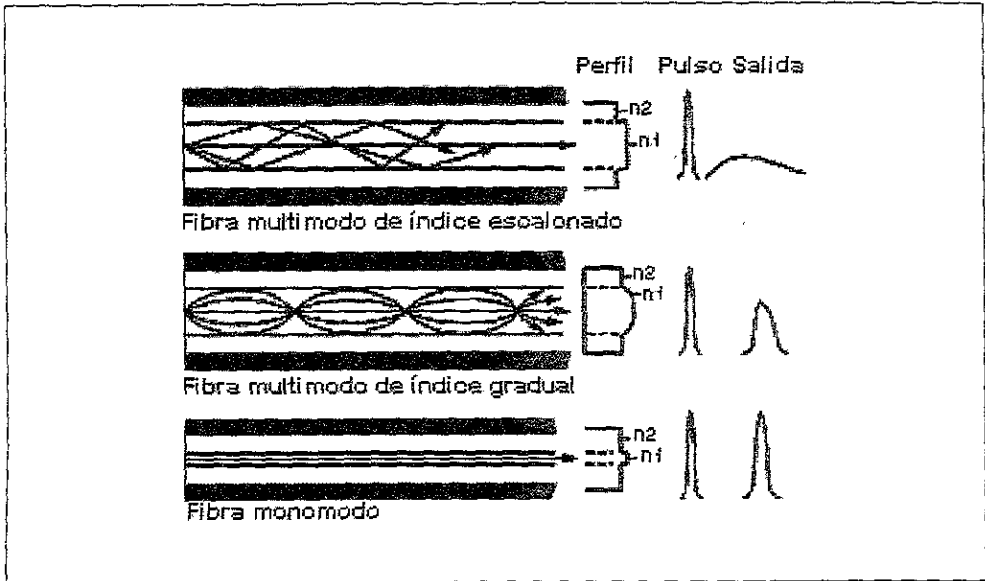 Perfil Pulso Salida
n2
n1
Fibra multimodo de índice escalonado
n2
n1
Fibra multimodo de índice gradual
n2
n1
Fibra monomodo